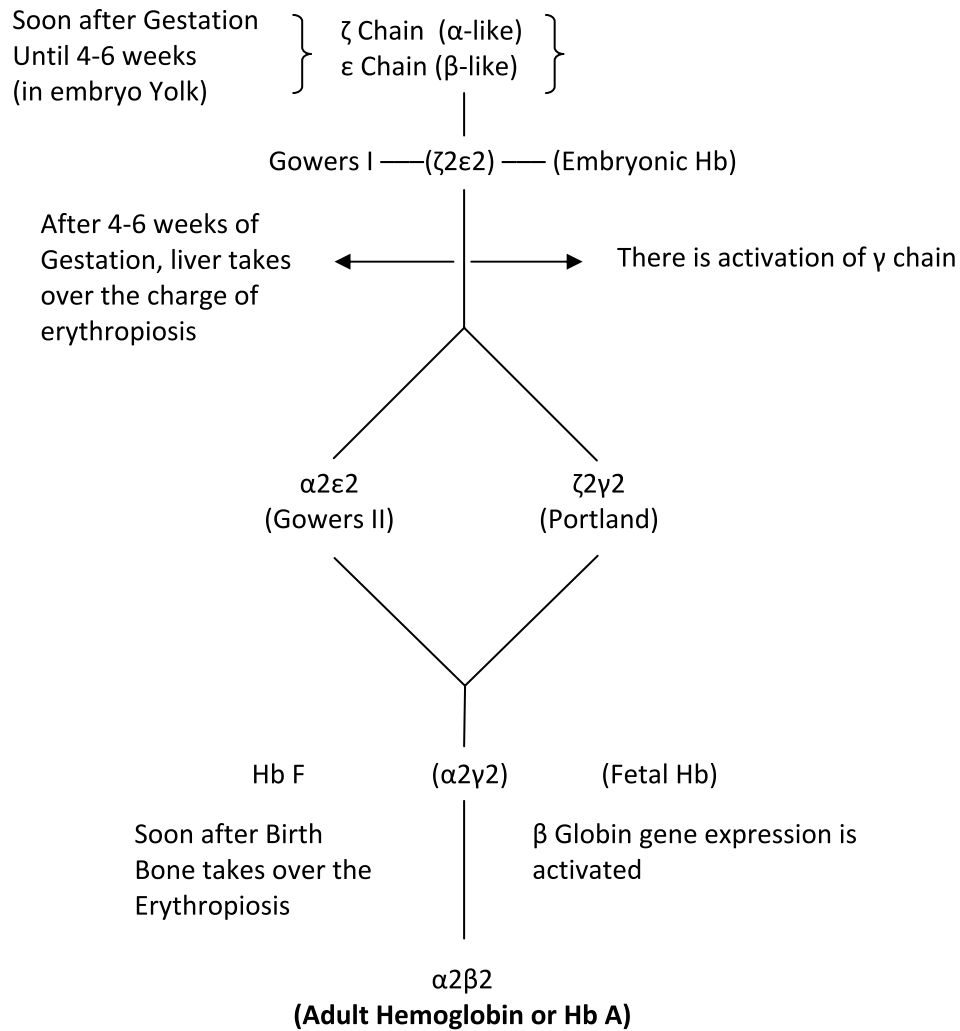 Soon after Gestation
Until 4-6 weeks
(in embryo Yolk)
ζ Chain (α-like)
ε Chain (β-like)
Gowers I (ζ2ε2) (Embryonic Hb)
After 4-6 weeks of
Gestation, liver takes
over the charge of
erythropiosis
There is activation of γ chain
α2ε2
(Gowers II)
ζ2γ2
(Portland)
Hb F (α2γ2) (Fetal Hb)
Soon after Birth
Bone takes over the
Erythropiosis
β Globin gene expression is
activated
α2β2
(Adult Hemoglobin or Hb A)